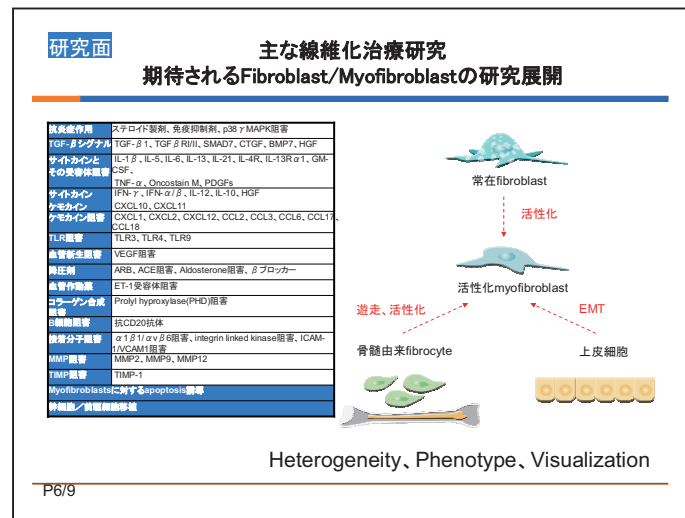 研究面
主な線維化治療研究
期待されるFibroblast/Myofibroblastの研究展開
抗炎症作用 ステロイド製剤、免疫抑制剤、p38γMAPK阻害
TGF-βシグナル TGF-β1、TGFβRI/II、SMAD7、CTGF、BMP7、HGF
サイトカインと
その受容体阻害
IL-1β、IL-5、IL-6、IL-13、IL-21、IL-4R、IL-13Rα1、GM-
CSF、
TNF-α、Oncostain M、PDGFs
サイトカイン IFN-γ、IFN-α/β、IL-12、IL-10、HGF
ケモカイン CXCL10、CXCL11
ケモカイン阻害 CXCL1、CXCL2、CXCL12、CCL2、CCL3、CCL6、CCL17、
CCL18
TLR阻害 TLR3、TLR4、TLR9
血管新生阻害 VEGF阻害
降圧剤 ARB、ACE阻害、Aldosterone阻害、βブロッカー
血管作動薬 ET-1受容体阻害
コラーゲン合成
阻害
Prolyl hyproxylase(PHD)阻害
B細胞阻害 抗CD20抗体
接着分子阻害 α1β1/αvβ6阻害、integrin linked kinase阻害、ICAM-
1/VCAM1阻害
MMP阻害 MMP2、MMP9、MMP12
TIMP阻害 TIMP-1
Myofibroblastsに対するapoptosis誘導
幹細胞／前駆細胞移植
常在fibroblast
活性化
活性化myofibroblast
遊走、活性化
EMT
骨髄由来fibrocyte
上皮細胞
Heterogeneity、Phenotype、Visualization
P6/9